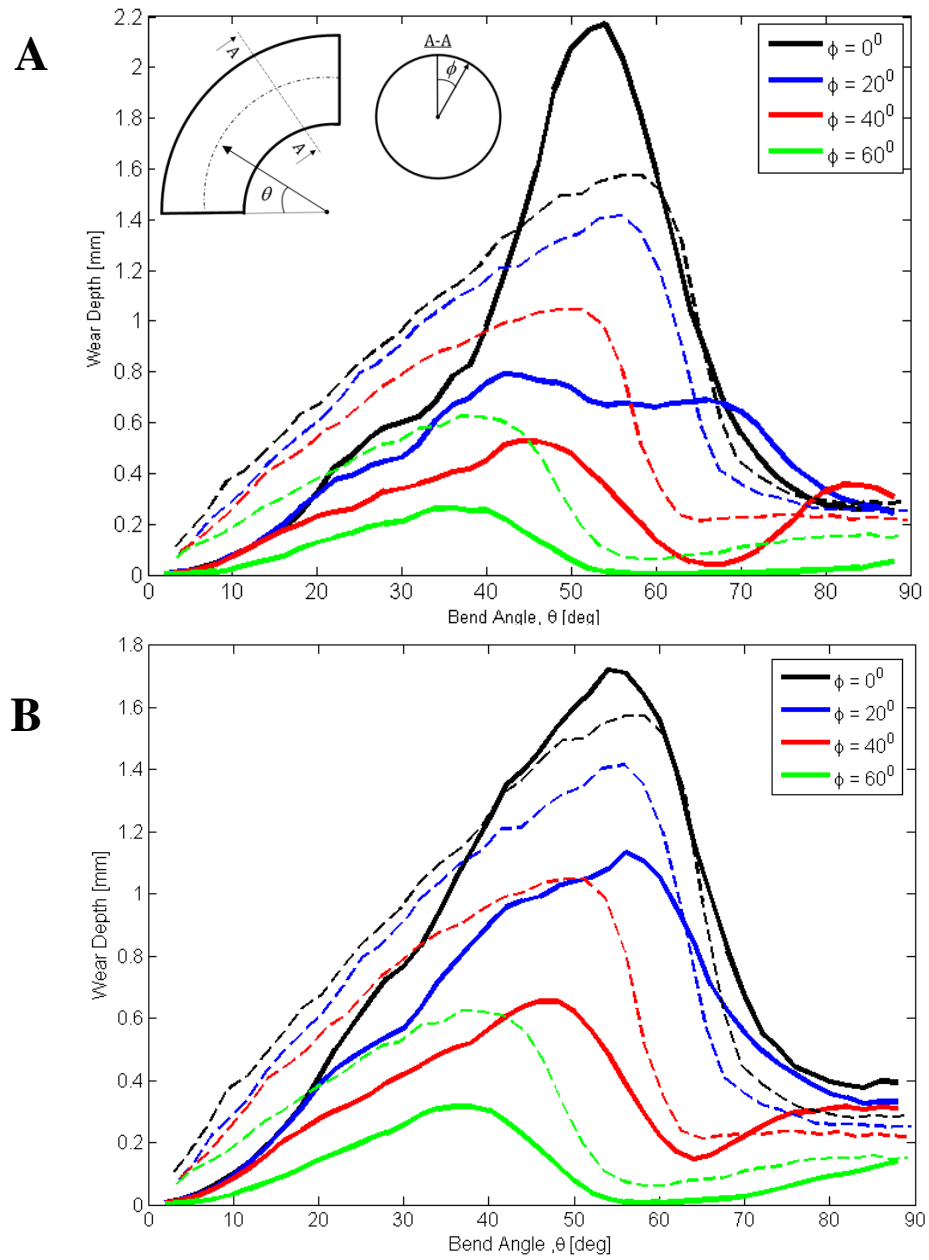 A
A
A
θ
A-A
ϕ
ϕ = 0⁰
ϕ = 20⁰
ϕ = 40⁰
ϕ = 60⁰
Wear Depth [mm]
2.2
2
1.8
1.6
1.4
1.2
1
0.8
0.6
0.4
0.2
0
0 10 20 30 40 50 60 70 80 90
Bend Angle, θ [deg]
B
ϕ = 0⁰
ϕ = 20⁰
ϕ = 40⁰
ϕ = 60⁰
Wear Depth [mm]
1.8
1.6
1.4
1.2
1
0.8
0.6
0.4
0.2
0
0 10 20 30 40 50 60 70 80 90
Bend Angle ,θ [deg]